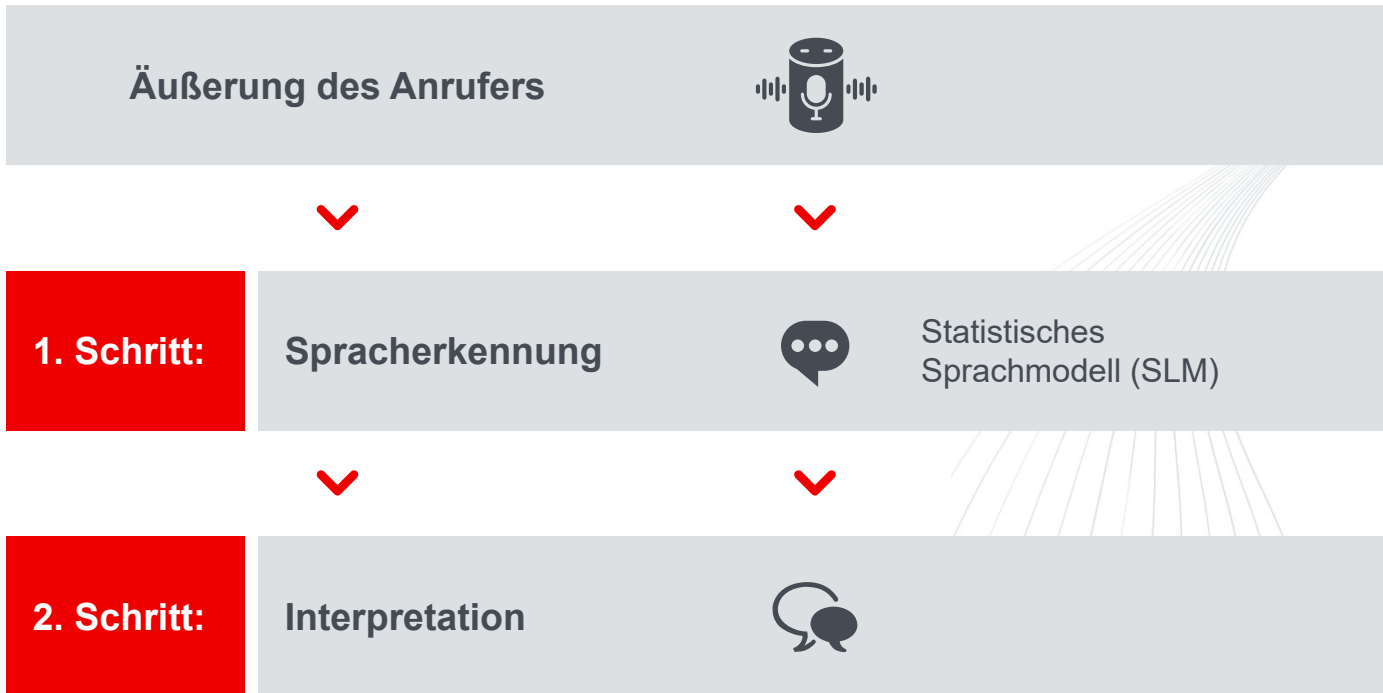 Äußerung des Anrufers
1. Schritt:
Spracherkennung
Statistisches
Sprachmodell (SLM)
2. Schritt:
Interpretation